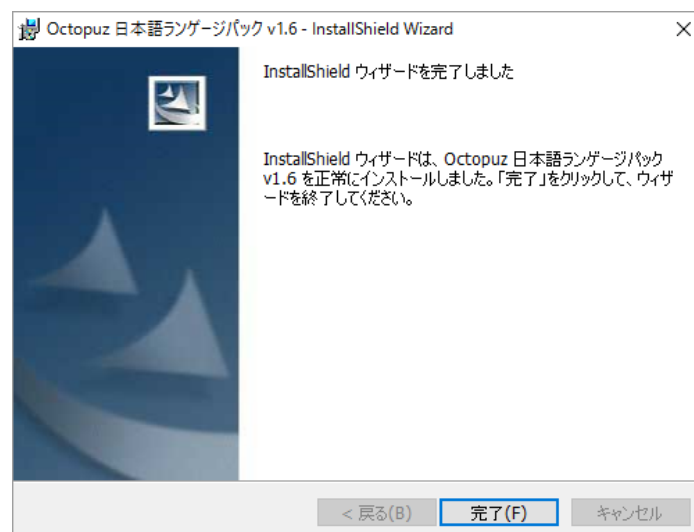 Octopuz 日本語ランゲージパック v1.6 - InstallShield Wizard
InstallShield ウィザードを完了しました
InstallShield ウィザードは、Octopuz 日本語ランゲージパック
v1.6 を正常にインストールしました。「完了」をクリックして、ウィザ
ードを終了してください。
< 戻る(B) 完了(F) キャンセル